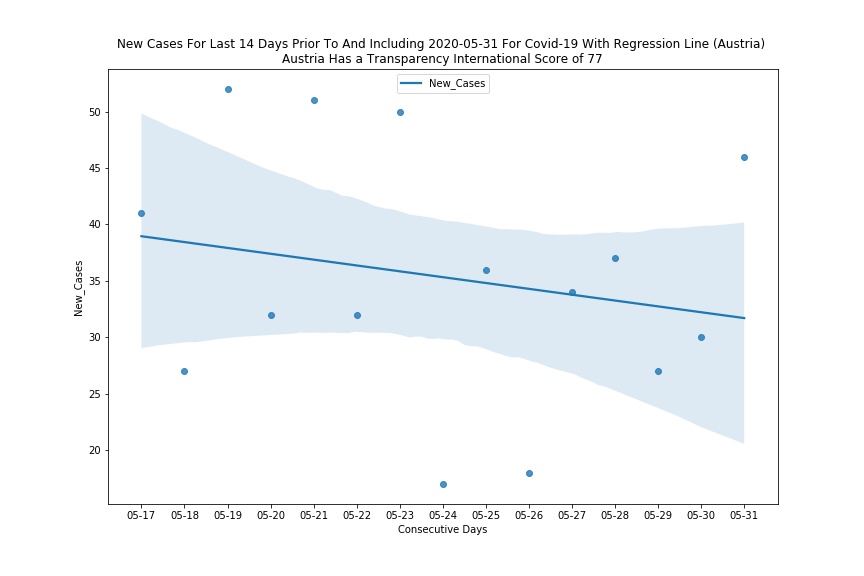 New Cases For Last 14 Days Prior To And Including 2020-05-31 For Covid-19 With Regression Line (Austria)
Austria Has a Transparency International Score of 77
New_Cases
50
45
40
35
30
25
20
New_Cases
05-17 05-18 05-19 05-20 05-21 05-22 05-23 05-24 05-25 05-26 05-27 05-28 05-29 05-30 05-31
Consecutive Days